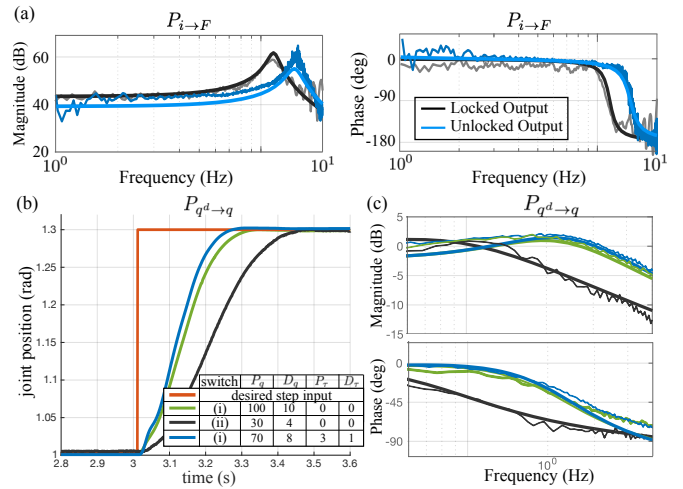 (a)
P_{i→F}
Magnitude (dB)
60
40
20
10^0
10^1
Frequency (Hz)
P_{i→F}
Phase (deg)
0
-90
-180
Locked Output
Unlocked Output
10^0
10^1
Frequency (Hz)
(b)
P_{q^d→q}
joint position (rad)
1.3
1.25
1.2
1.15
1.1
1.05
1
switch P_q D_q P_τ D_τ
desired step input
(i) 100 10 0 0
(ii) 30 4 0 0
(i) 70 8 3 1
2.8 2.9 3 3.1 3.2 3.3 3.4 3.5 3.6
time (s)
(c)
P_{q^d→q}
Magnitude (dB)
5
0
-5
-10
-15
Phase (deg)
0
-45
-90
10^0
Frequency (Hz)